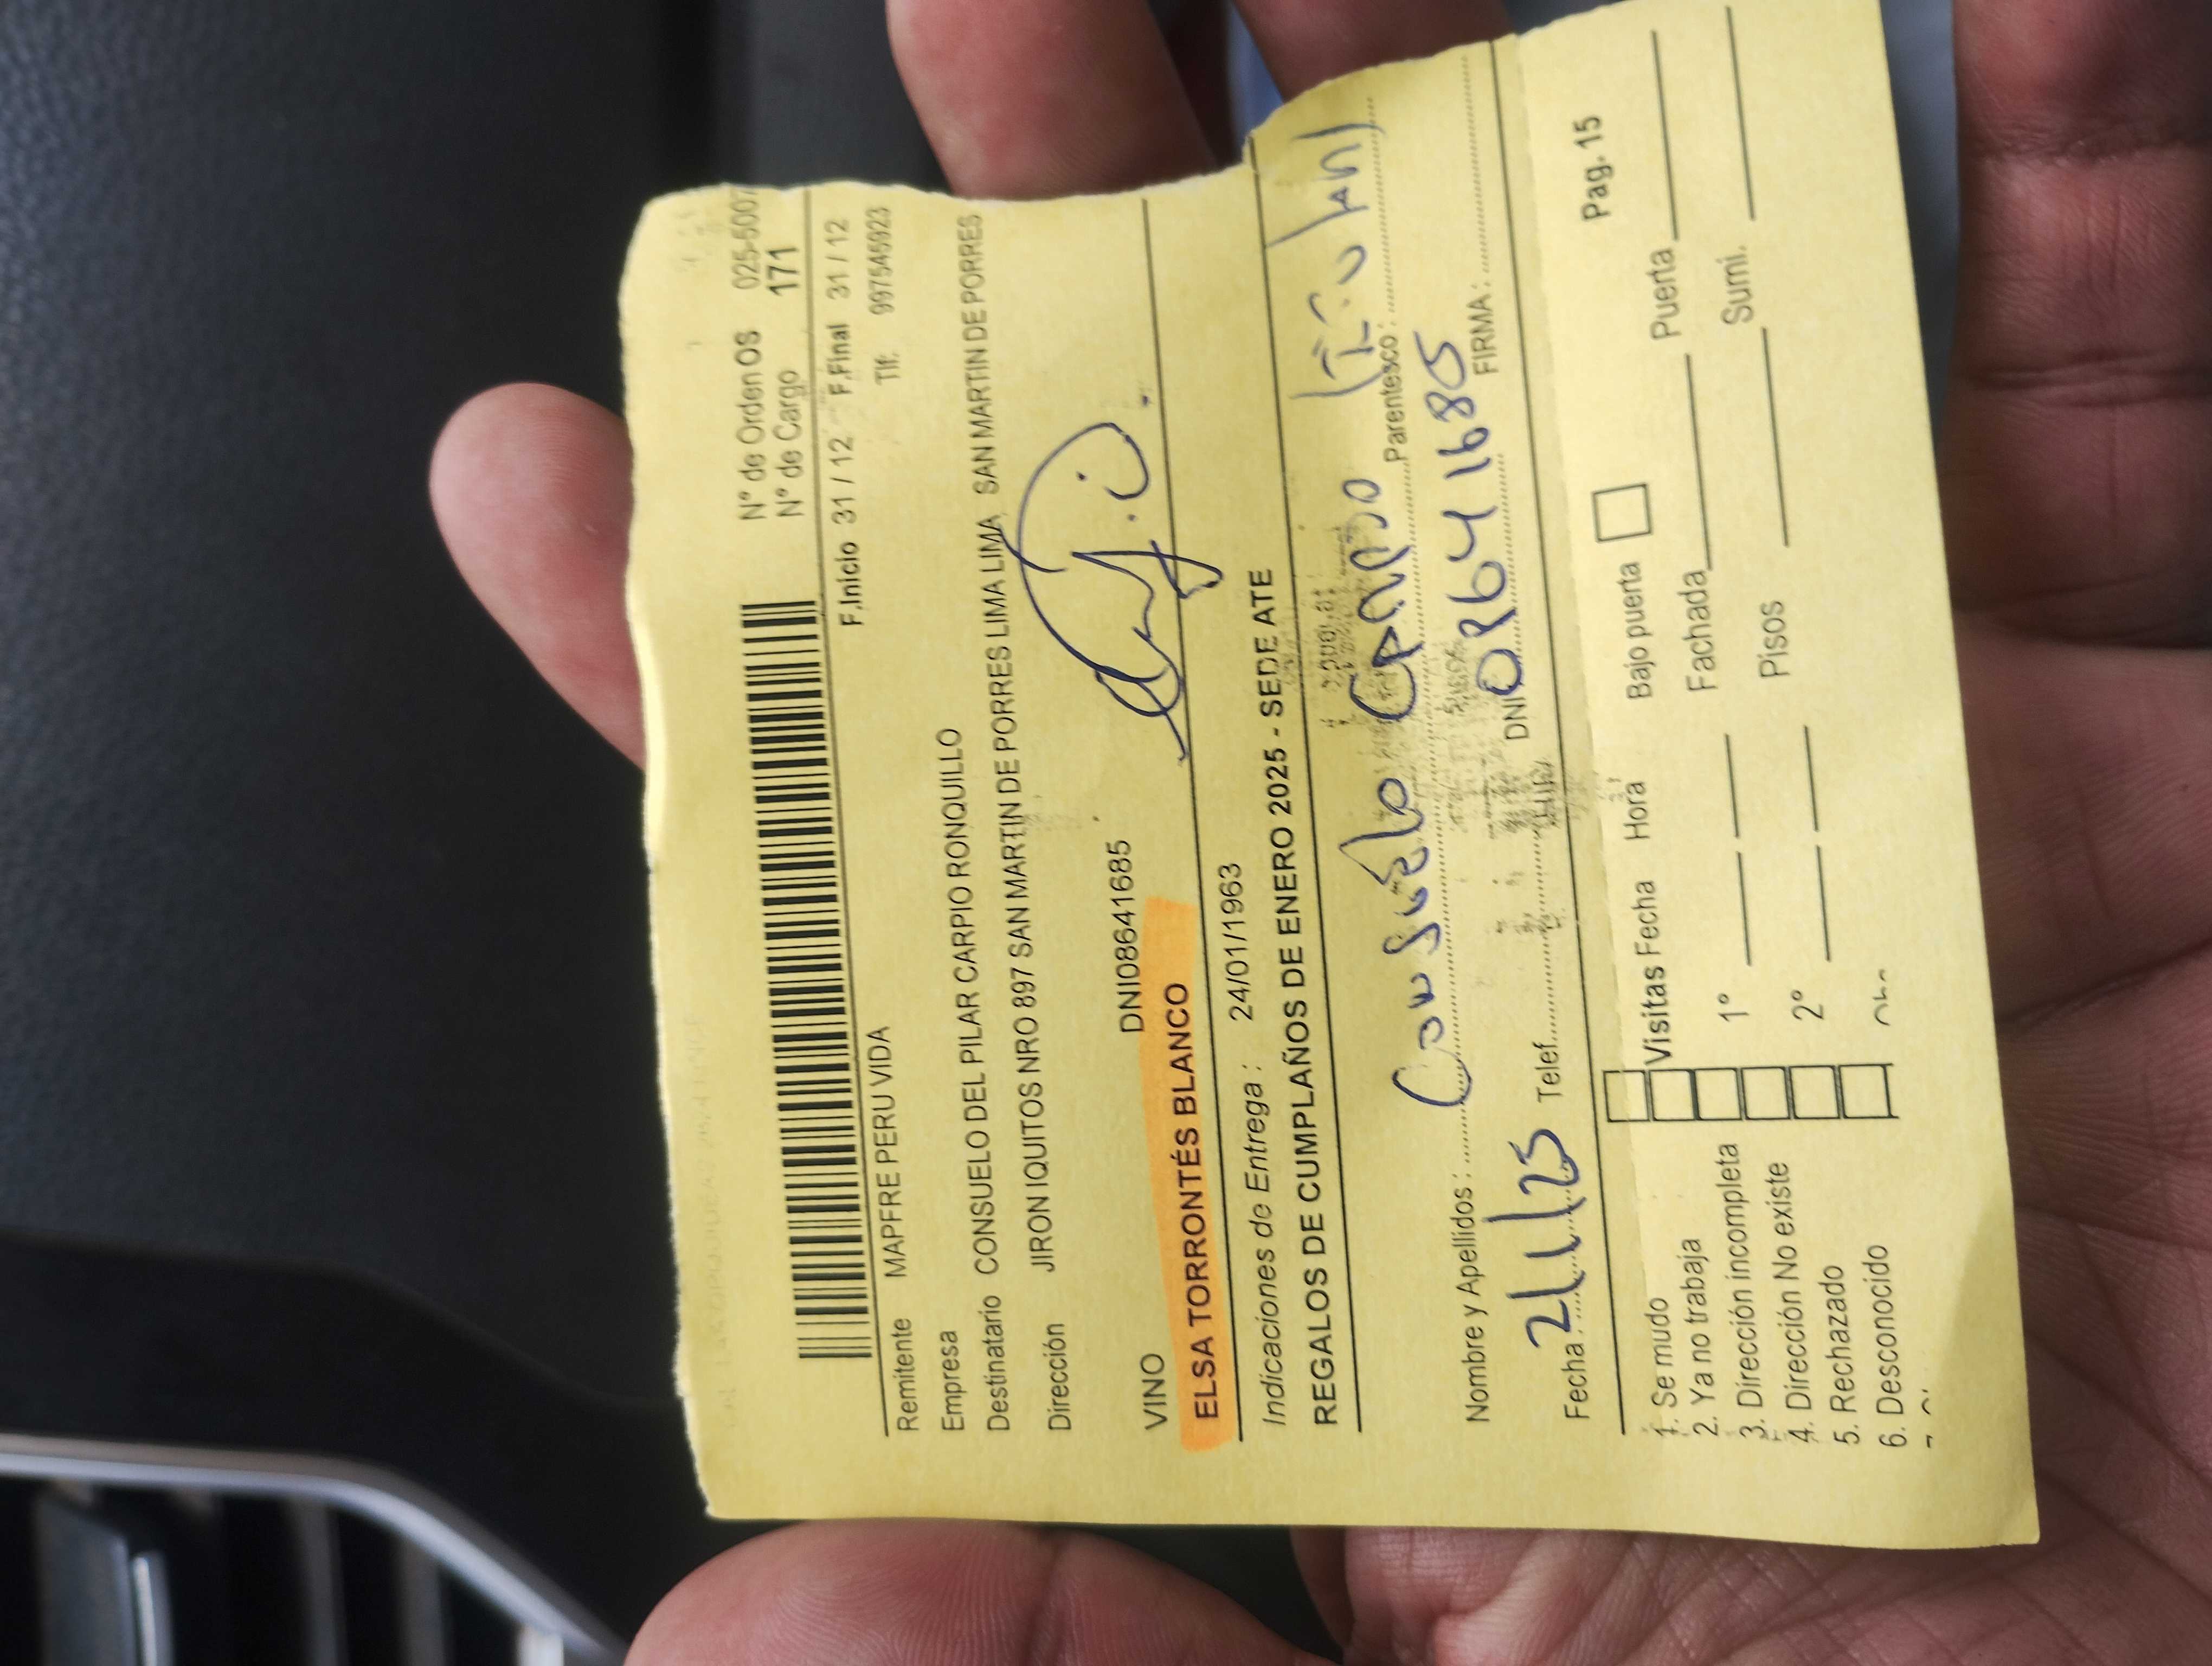 N° de Orden OS 025-5007
N° de Cargo 171
F.Inicio 31 / 12 F.Final 31 / 12
Remitente MAPFRE PERU VIDA Tlf: 997545923
Empresa
Destinatario CONSUELO DEL PILAR CARPIO RONQUILLO
Dirección JIRON IQUITOS NRO 897 SAN MARTIN DE PORRES LIMA LIMA SAN MARTIN DE PORRES
DNI08641685
VINO
ELSA TORRONTÉS BLANCO
Indicaciones de Entrega : 24/01/1963
REGALOS DE CUMPLAÑOS DE ENERO 2025 - SEDE ATE
Nombre y Apellidos : Consuelo Carpio Parentesco : Titular
Fecha: 21/1/25 Telef. DNI 08641685 FIRMA :
Pag. 15
1. Se mudo Visitas Fecha Hora Bajo puerta
2. Ya no trabaja Fachada Puerta
3. Dirección incompleta 1°
4. Dirección No existe Pisos Sumi.
5. Rechazado 2°
6. Desconocido